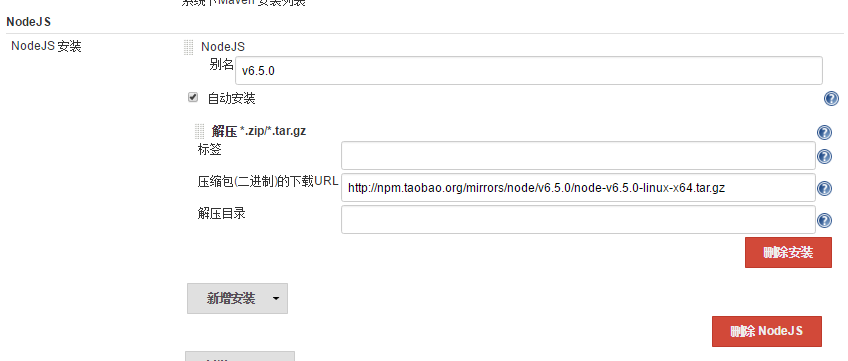 系统下Maven 安装列表
NodeJS
NodeJS 安装
NodeJS
别名 v6.5.0
自动安装
解压 *.zip/*.tar.gz
标签
压缩包(二进制)的下载URL http://npm.taobao.org/mirrors/node/v6.5.0/node-v6.5.0-linux-x64.tar.gz
解压目录
删除安装
新增安装
删除 NodeJS